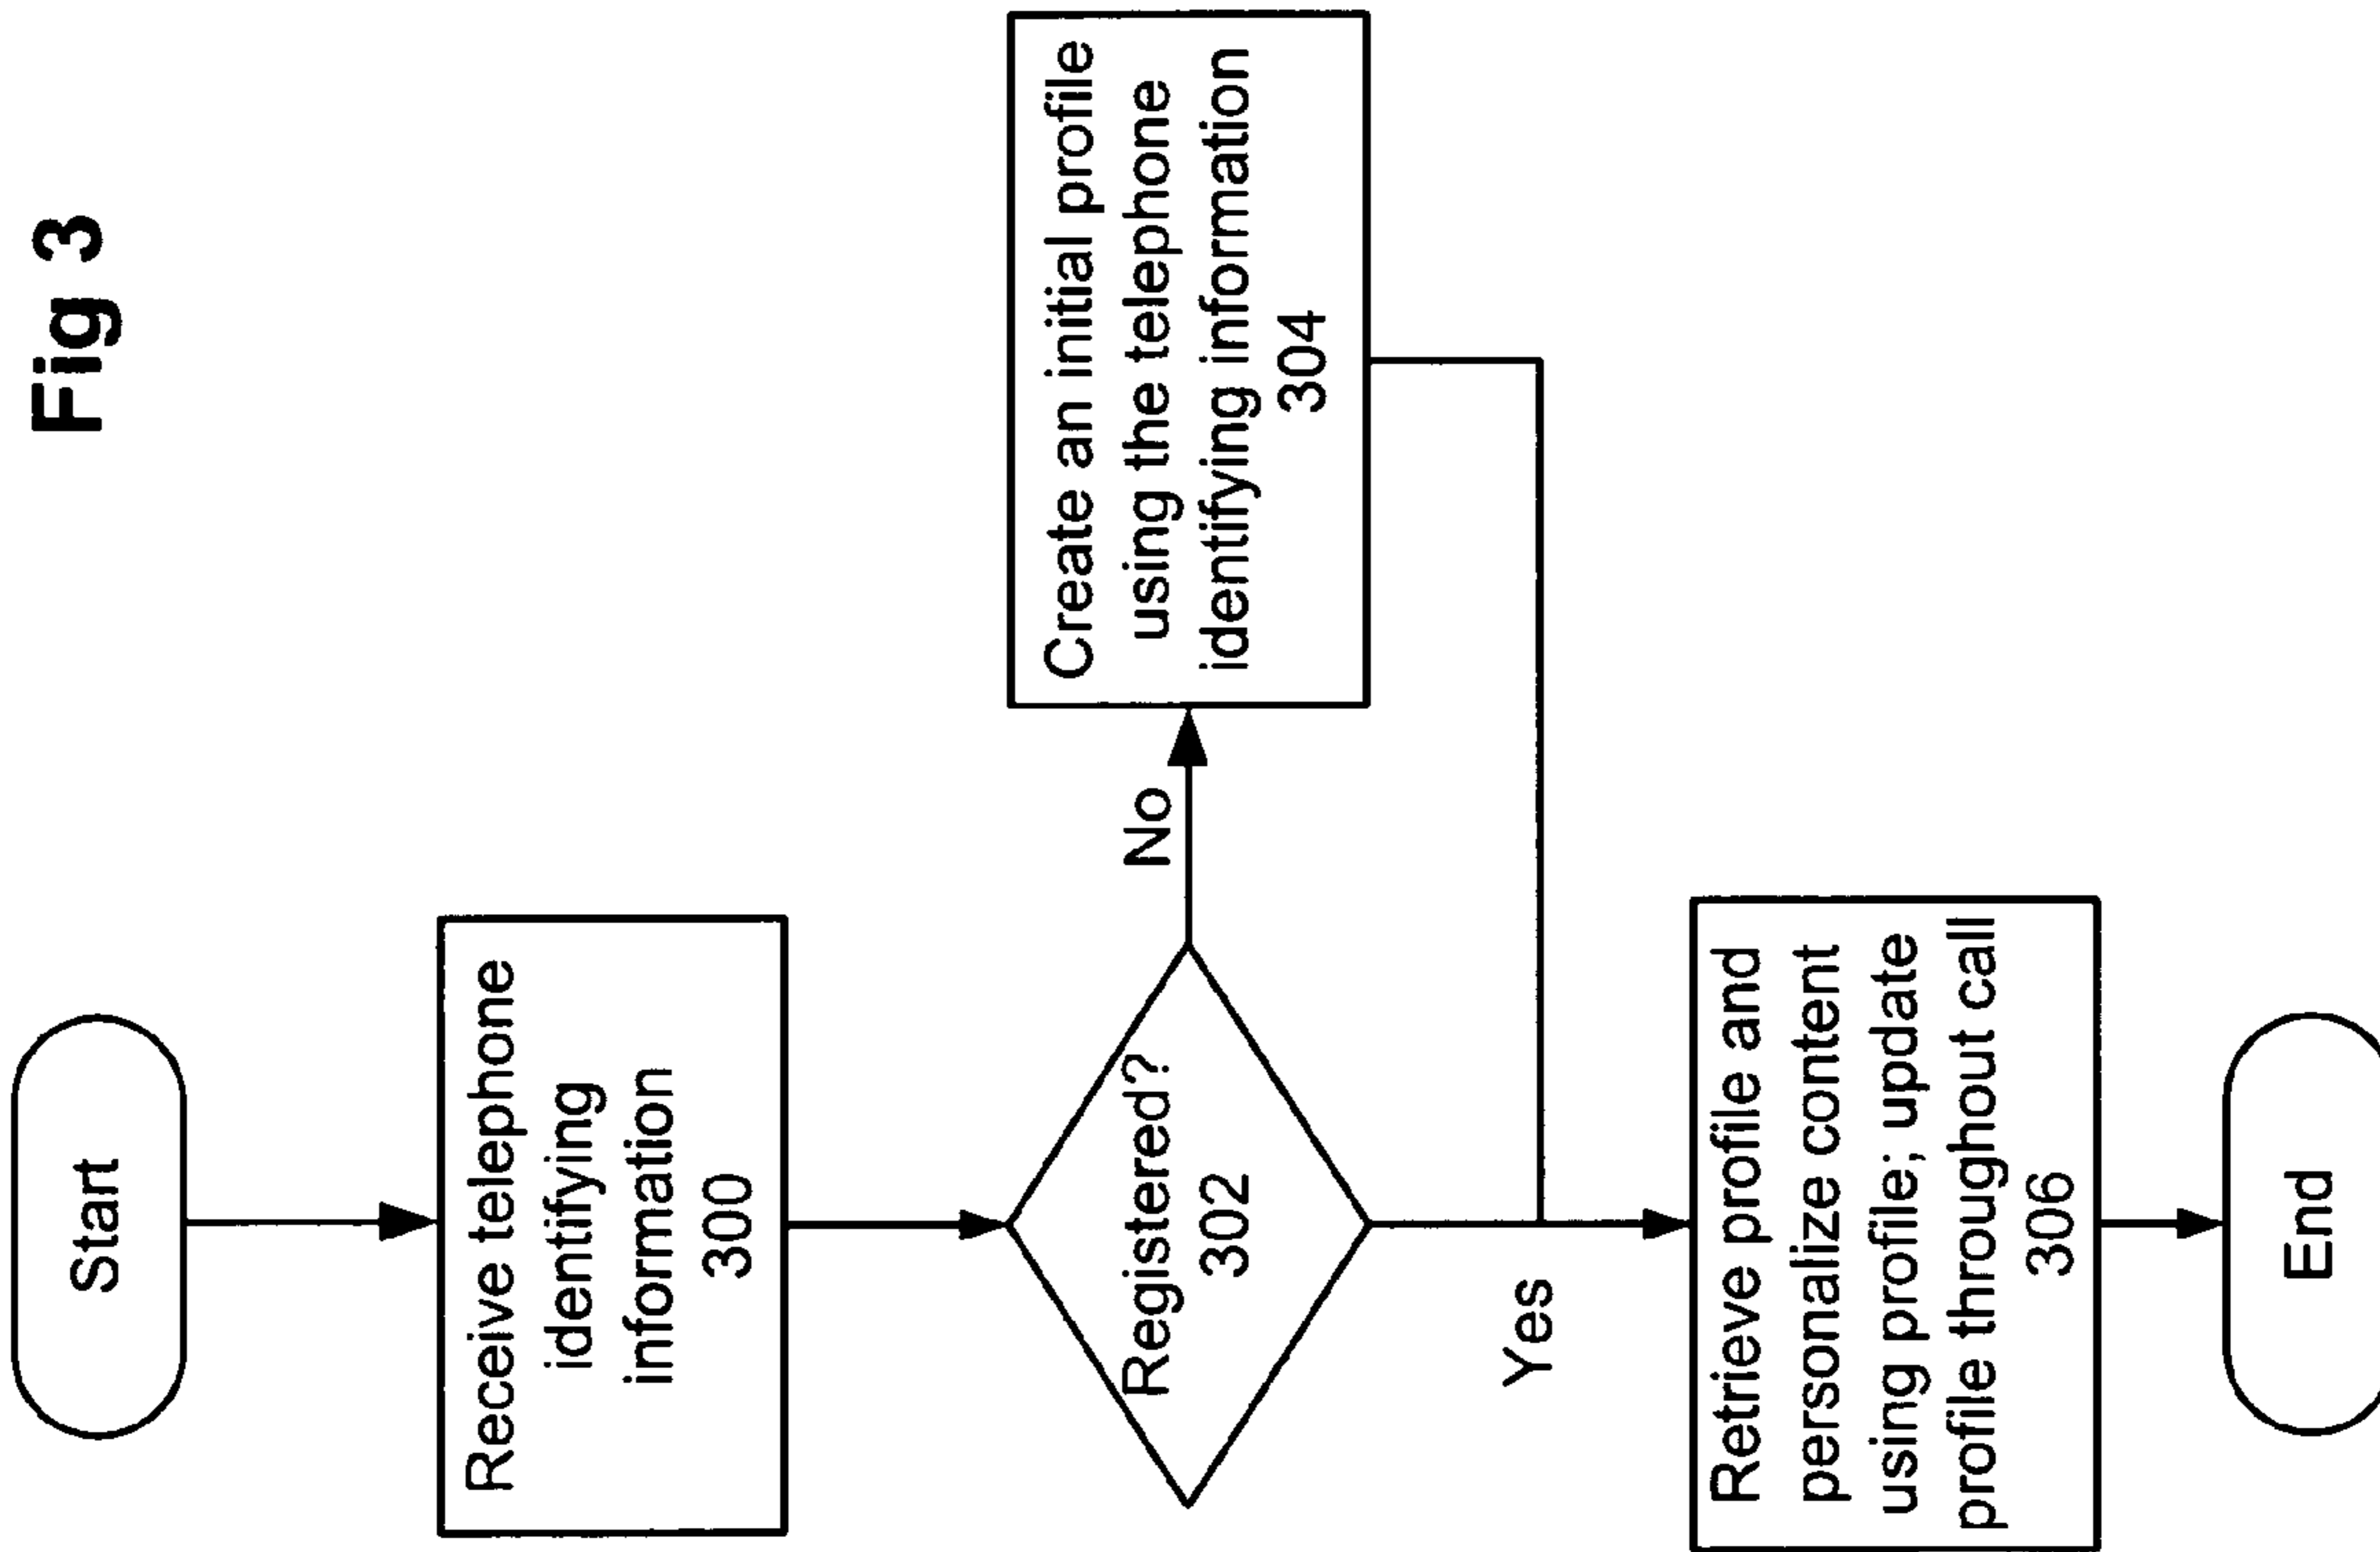 Fig 3
Start
Receive telephone
identifying
information
300
Registered?
302
No
Create an initial profile
using the telephone
identifying information
304
Yes
Retrieve profile and
personalize content
using profile; update
profile throughout call
306
End